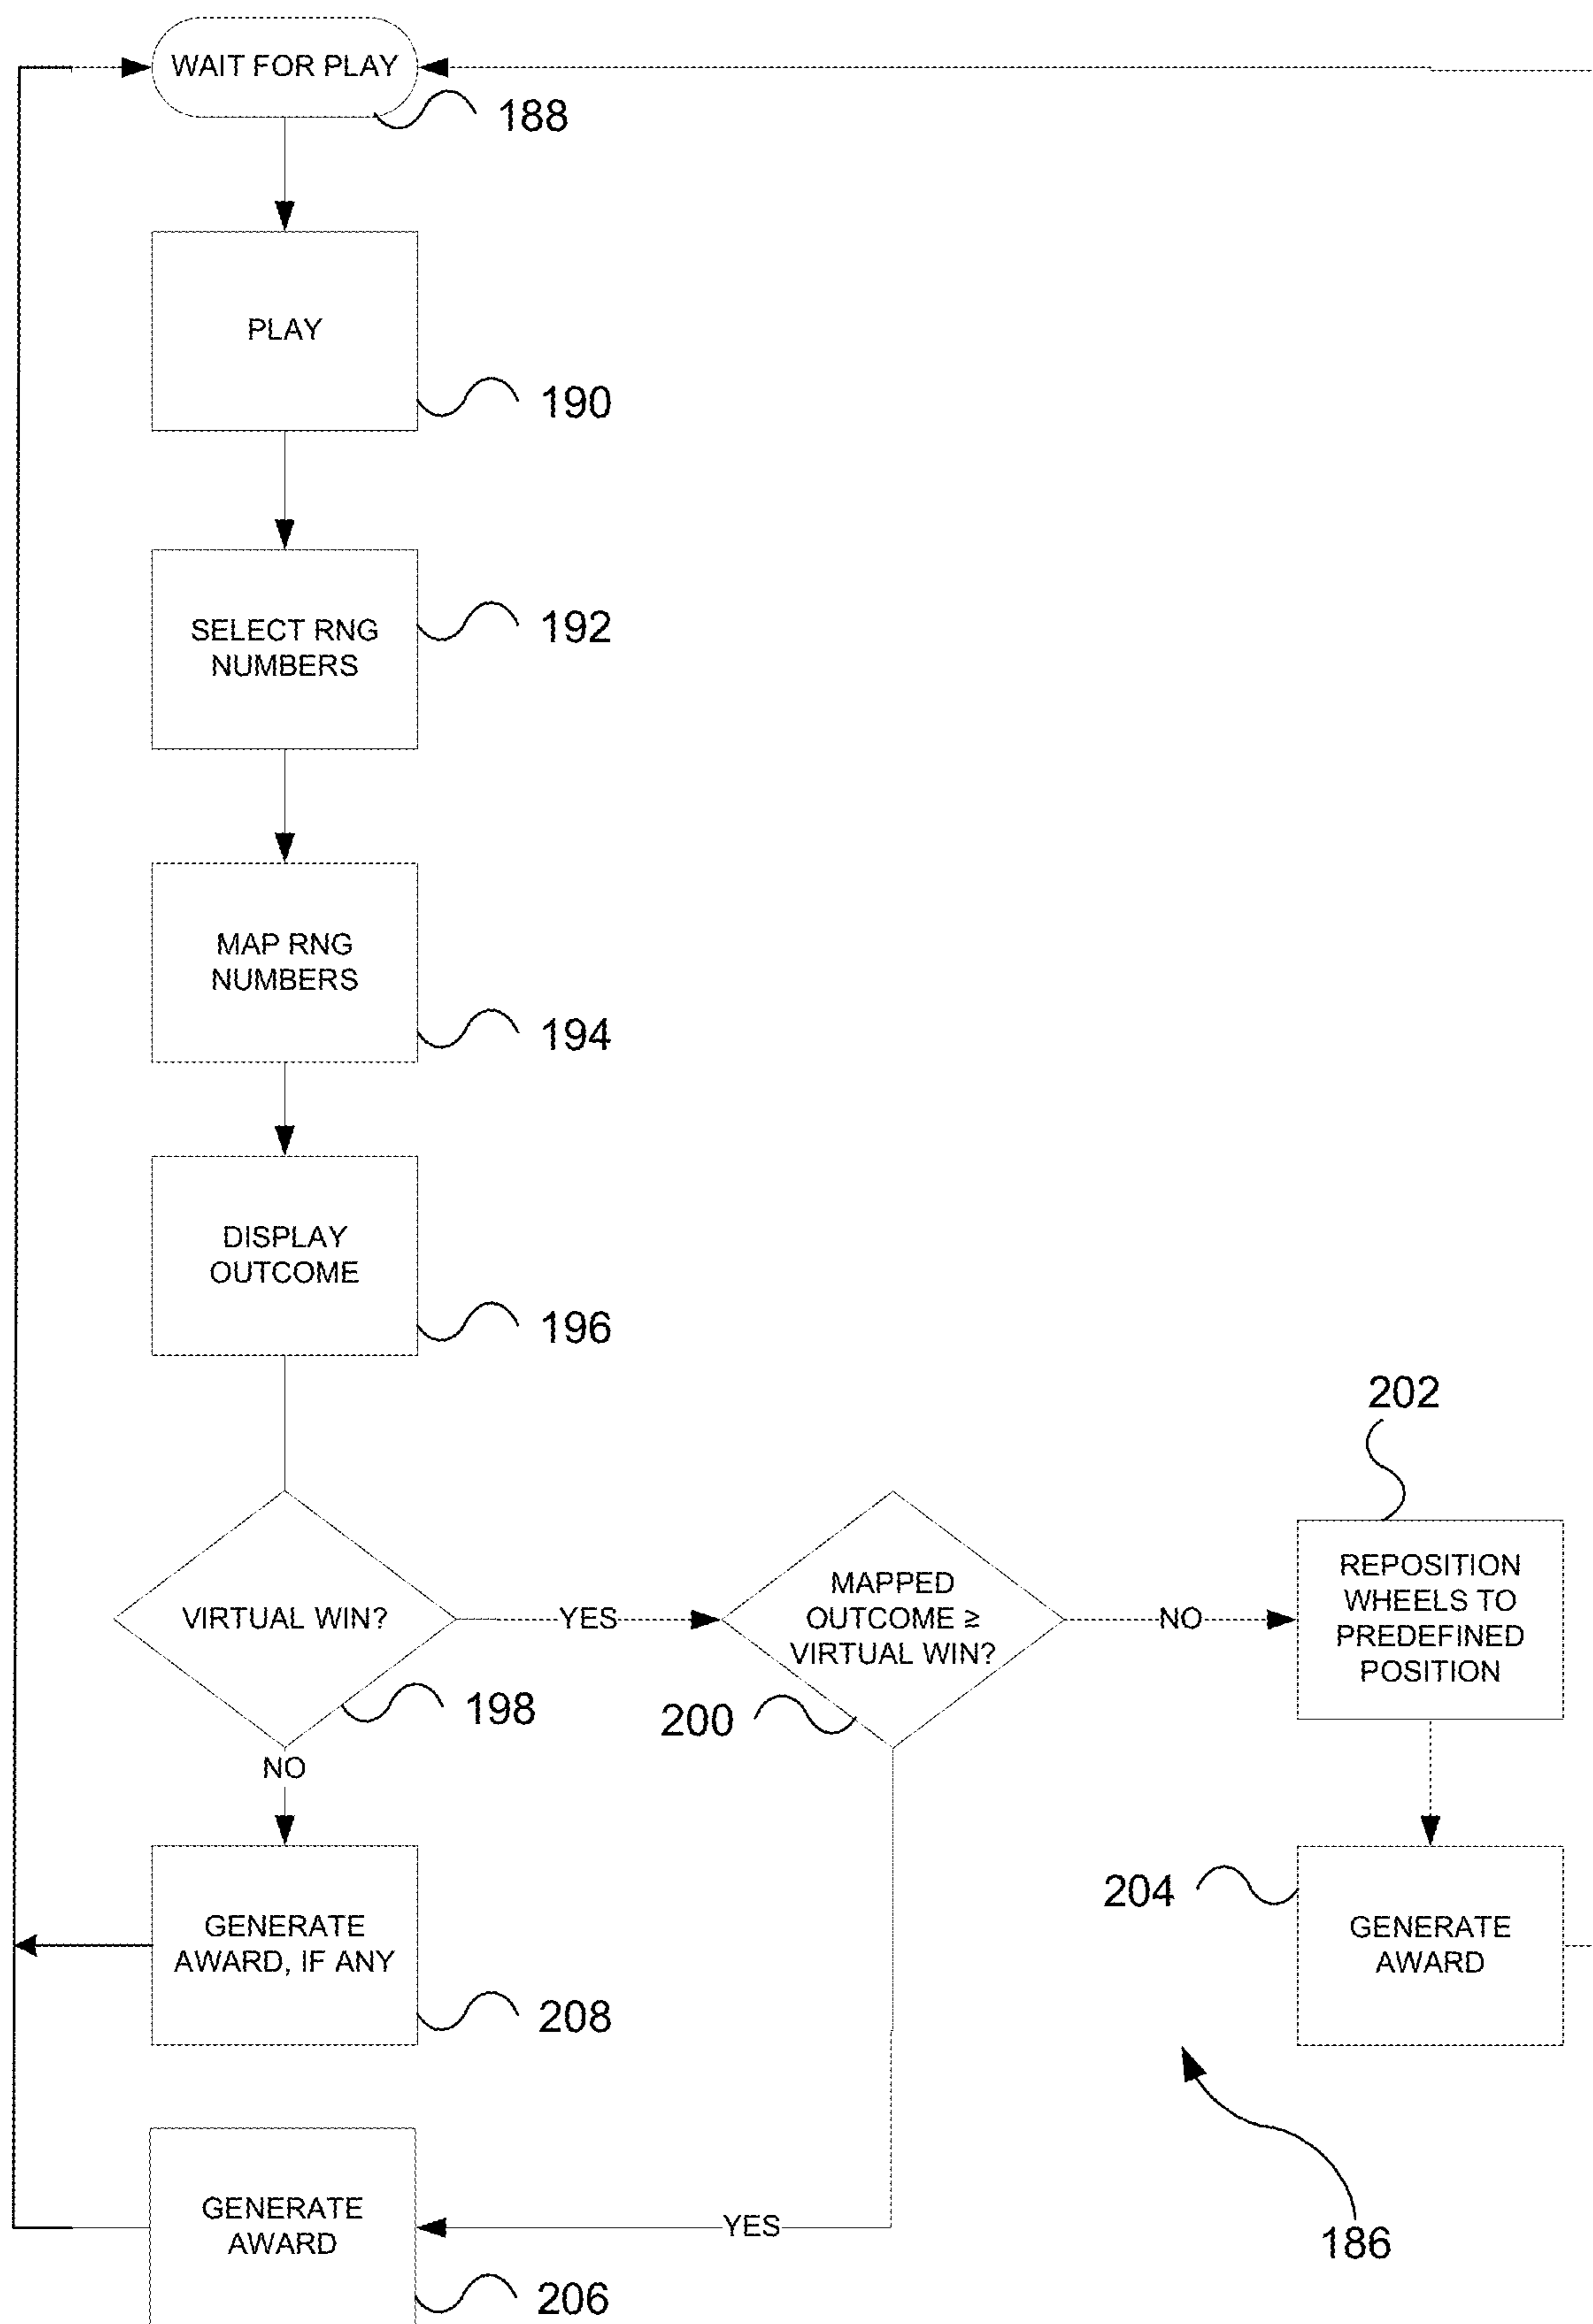 WAIT FOR PLAY
188
PLAY
190
SELECT RNG
NUMBERS
192
MAP RNG
NUMBERS
194
DISPLAY
OUTCOME
196
VIRTUAL WIN?
198
YES
MAPPED
OUTCOME ≥
VIRTUAL WIN?
200
NO
202
REPOSITION
WHEELS TO
PREDEFINED
POSITION
NO
GENERATE
AWARD, IF ANY
208
204
GENERATE
AWARD
GENERATE
AWARD
206
YES
186